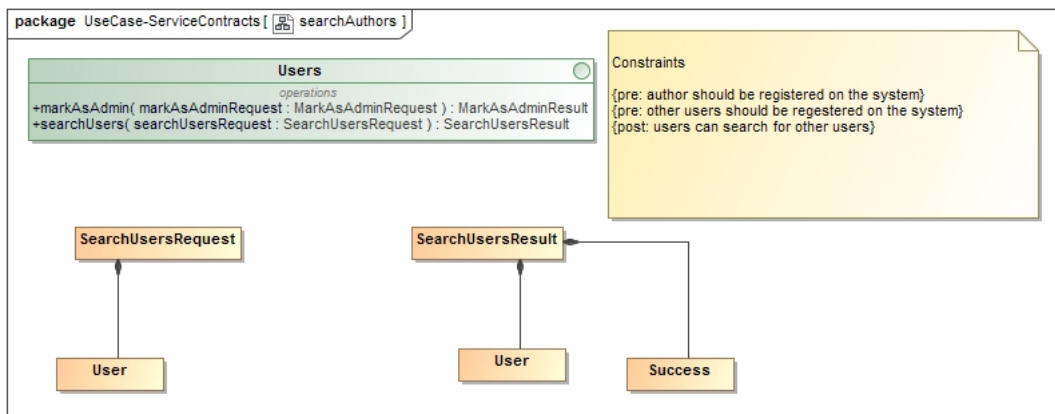 package UseCase-ServiceContracts [ searchAuthors ]
Users
operations
+markAsAdmin( markAsAdminRequest : MarkAsAdminRequest ) : MarkAsAdminResult
+searchUsers( searchUsersRequest : SearchUsersRequest ) : SearchUsersResult
Constraints
{pre: author should be registered on the system}
{pre: other users should be regestered on the system}
{post: users can search for other users}
SearchUsersRequest
SearchUsersResult
User
User
Success